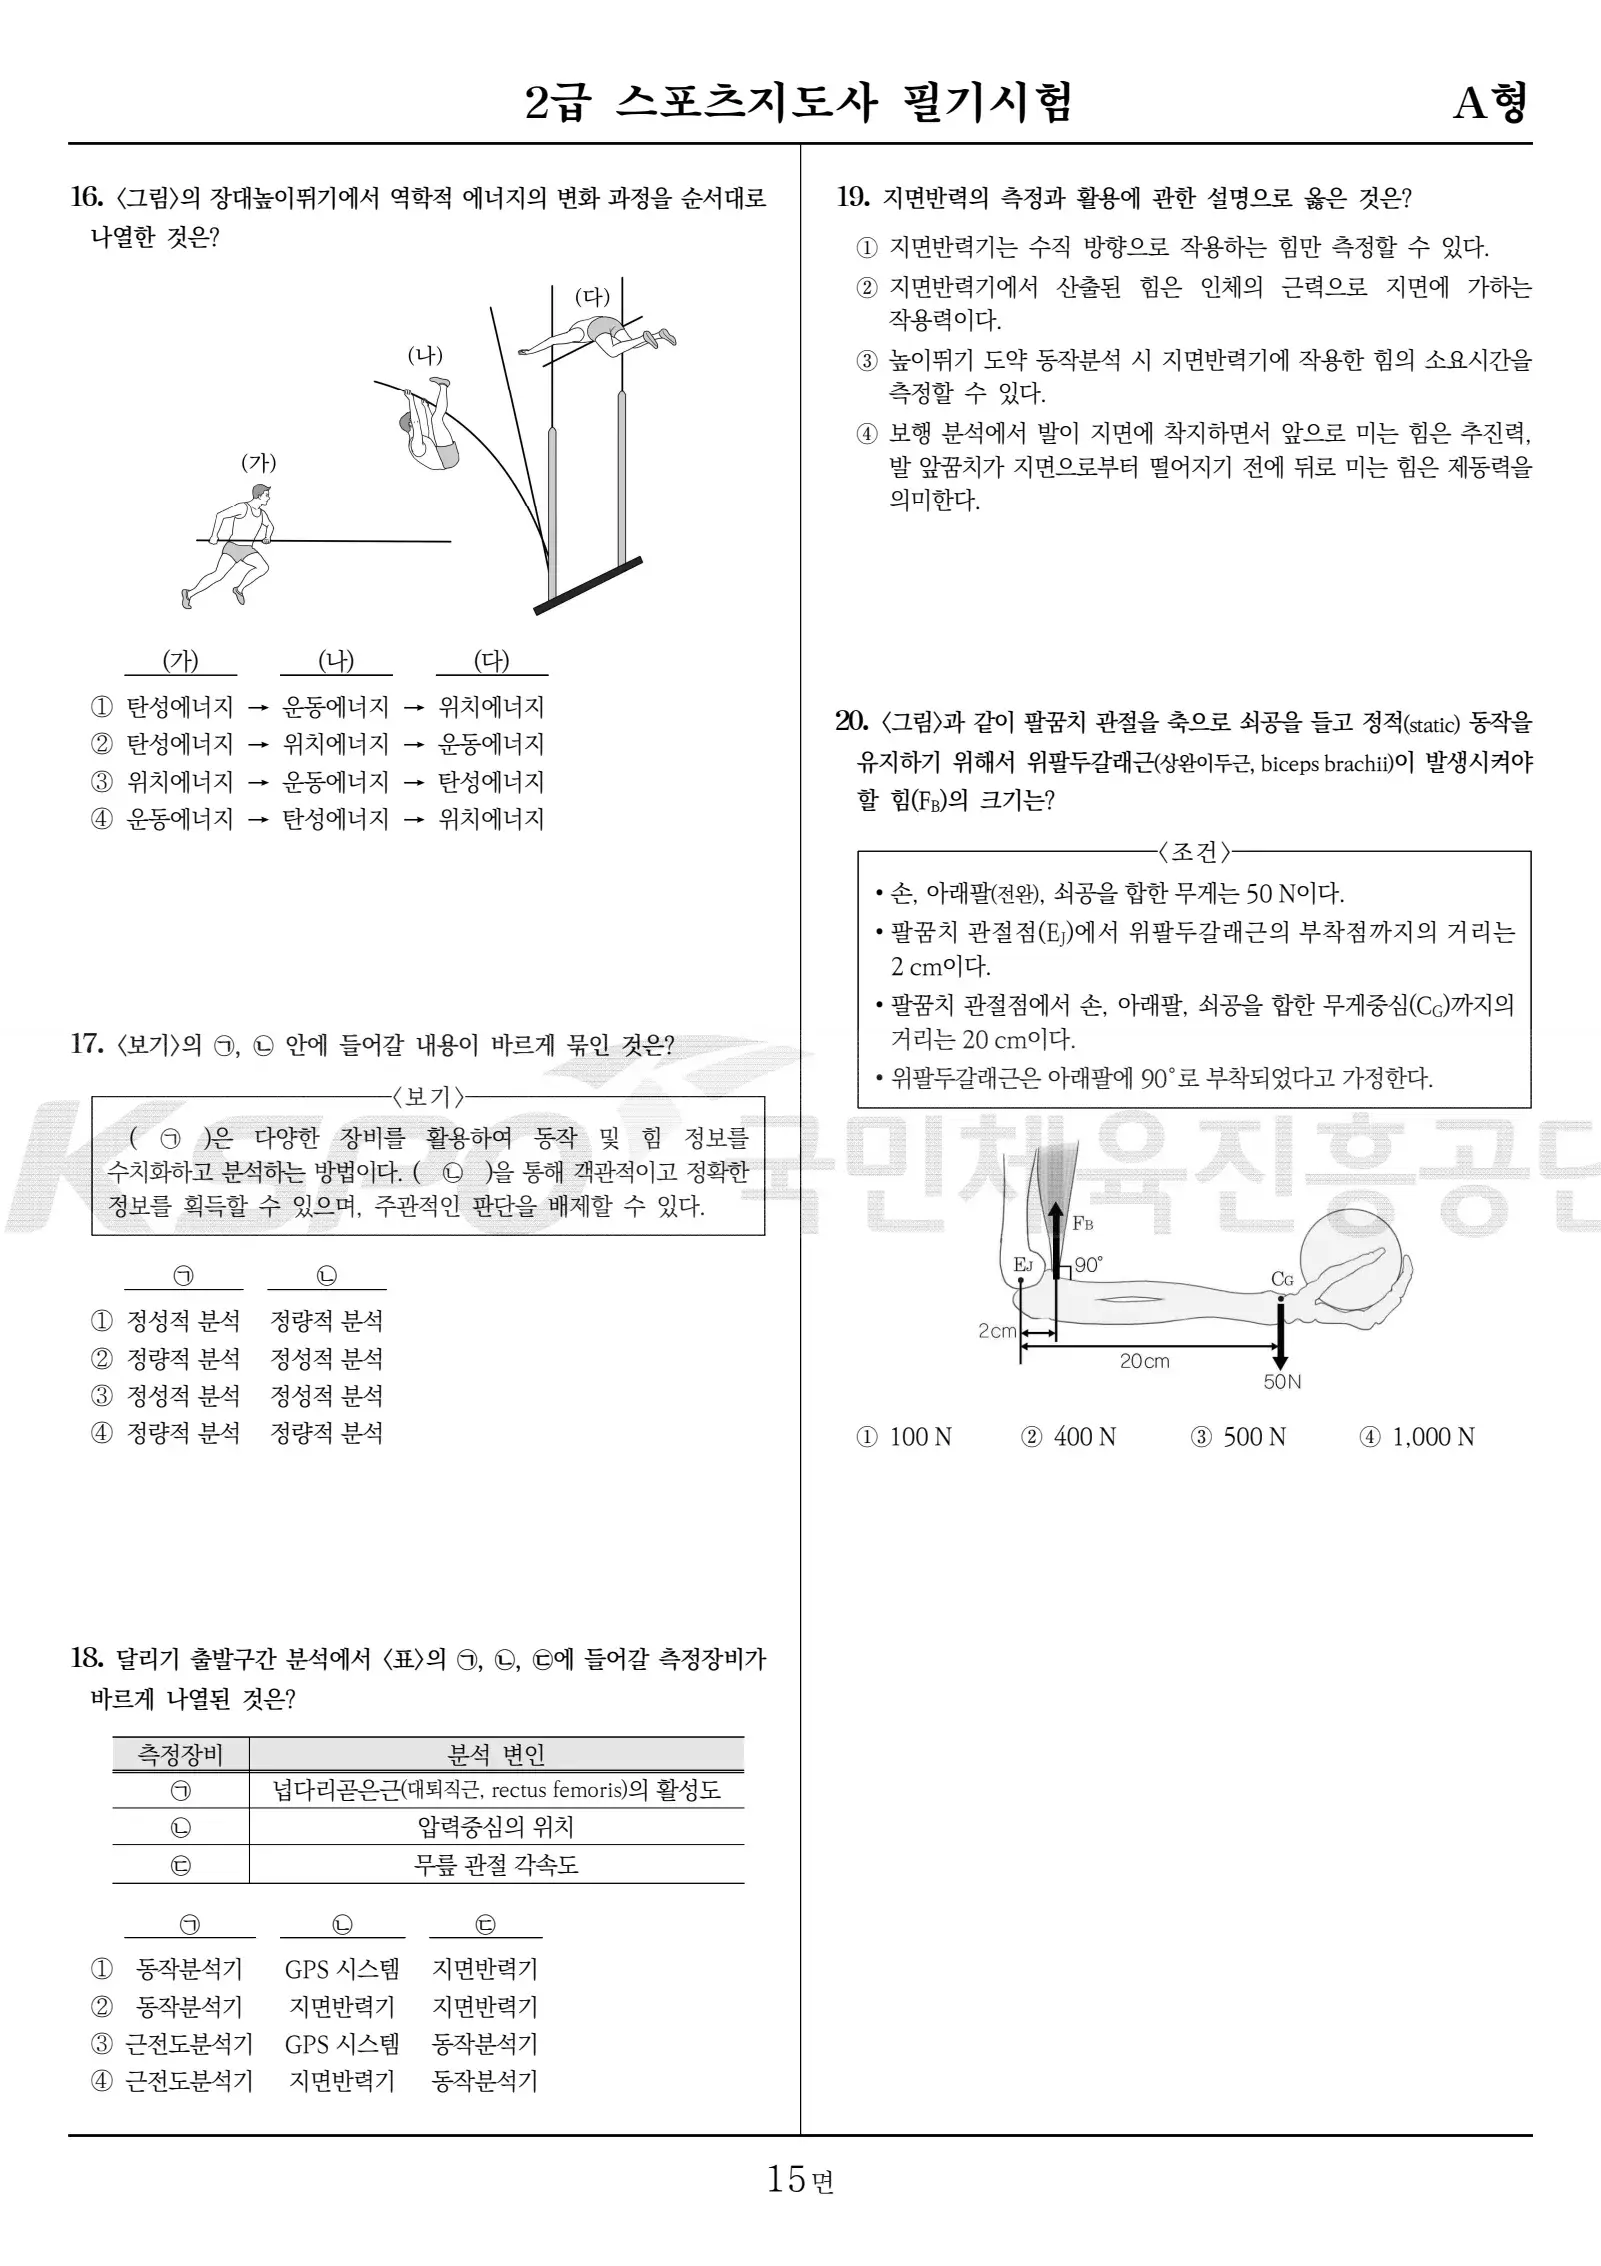 2급 스포츠지도사 필기시험
A형
16. 〈그림〉의 장대높이뛰기에서 역학적 에너지의 변화 과정을 순서대로
나열한 것은?
(가)
(나)
(다)
(가) (나) (다)
① 탄성에너지 → 운동에너지 → 위치에너지
② 탄성에너지 → 위치에너지 → 운동에너지
③ 위치에너지 → 운동에너지 → 탄성에너지
④ 운동에너지 → 탄성에너지 → 위치에너지
17. 〈보기〉의 ㉠, ㉡ 안에 들어갈 내용이 바르게 묶인 것은?
〈보기〉
( ㉠ )은 다양한 장비를 활용하여 동작 및 힘 정보를
수치화하고 분석하는 방법이다. ( ㉡ )을 통해 객관적이고 정확한
정보를 획득할 수 있으며, 주관적인 판단을 배제할 수 있다.
㉠ ㉡
① 정성적 분석 정량적 분석
② 정량적 분석 정성적 분석
③ 정성적 분석 정성적 분석
④ 정량적 분석 정량적 분석
18. 달리기 출발구간 분석에서 〈표〉의 ㉠, ㉡, ㉢에 들어갈 측정장비가
바르게 나열된 것은?
측정장비 분석 변인
㉠ 넙다리곧은근(대퇴직근, rectus femoris)의 활성도
㉡ 압력중심의 위치
㉢ 무릎 관절 각속도
㉠ ㉡ ㉢
① 동작분석기 GPS 시스템 지면반력기
② 동작분석기 지면반력기 지면반력기
③ 근전도분석기 GPS 시스템 동작분석기
④ 근전도분석기 지면반력기 동작분석기
19. 지면반력의 측정과 활용에 관한 설명으로 옳은 것은?
① 지면반력기는 수직 방향으로 작용하는 힘만 측정할 수 있다.
② 지면반력기에서 산출된 힘은 인체의 근력으로 지면에 가하는
작용력이다.
③ 높이뛰기 도약 동작분석 시 지면반력기에 작용한 힘의 소요시간을
측정할 수 있다.
④ 보행 분석에서 발이 지면에 착지하면서 앞으로 미는 힘은 추진력,
발 앞꿈치가 지면으로부터 떨어지기 전에 뒤로 미는 힘은 제동력을
의미한다.
20. 〈그림〉과 같이 팔꿈치 관절을 축으로 쇠공을 들고 정적(static) 동작을
유지하기 위해서 위팔두갈래근(상완이두근, biceps brachii)이 발생시켜야
할 힘(FB)의 크기는?
〈조건〉
• 손, 아래팔(전완), 쇠공을 합한 무게는 50 N이다.
• 팔꿈치 관절점(EJ)에서 위팔두갈래근의 부착점까지의 거리는
2 cm이다.
• 팔꿈치 관절점에서 손, 아래팔, 쇠공을 합한 무게중심(CG)까지의
거리는 20 cm이다.
• 위팔두갈래근은 아래팔에 90°로 부착되었다고 가정한다.
FB
EJ
90°
CG
2cm
20cm
50N
① 100 N ② 400 N ③ 500 N ④ 1,000 N
KSPO 국민체육진흥공단
15면